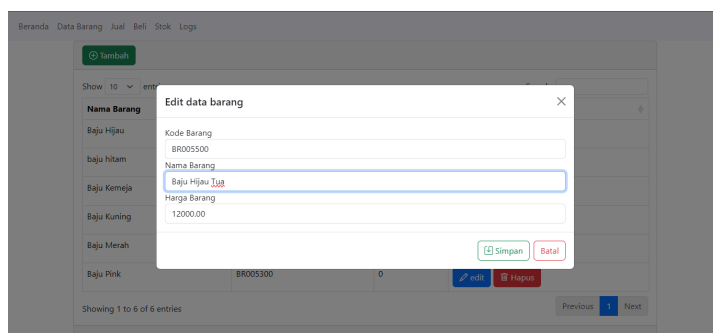 Beranda Data Barang Jual Beli Stok Logs
Tambah
Show 10 entri
Nama Barang
Edit data barang
Baju Hijau
Kode Barang
BR005500
baju hitam
Nama Barang
Baju Hijau Tua
Baju Kemeja
Harga Barang
12000.00
Baju Kuning
Baju Merah
Simpan Batal
Baju Pink BR005300 0 edit Hapus
Showing 1 to 6 of 6 entries Previous 1 Next